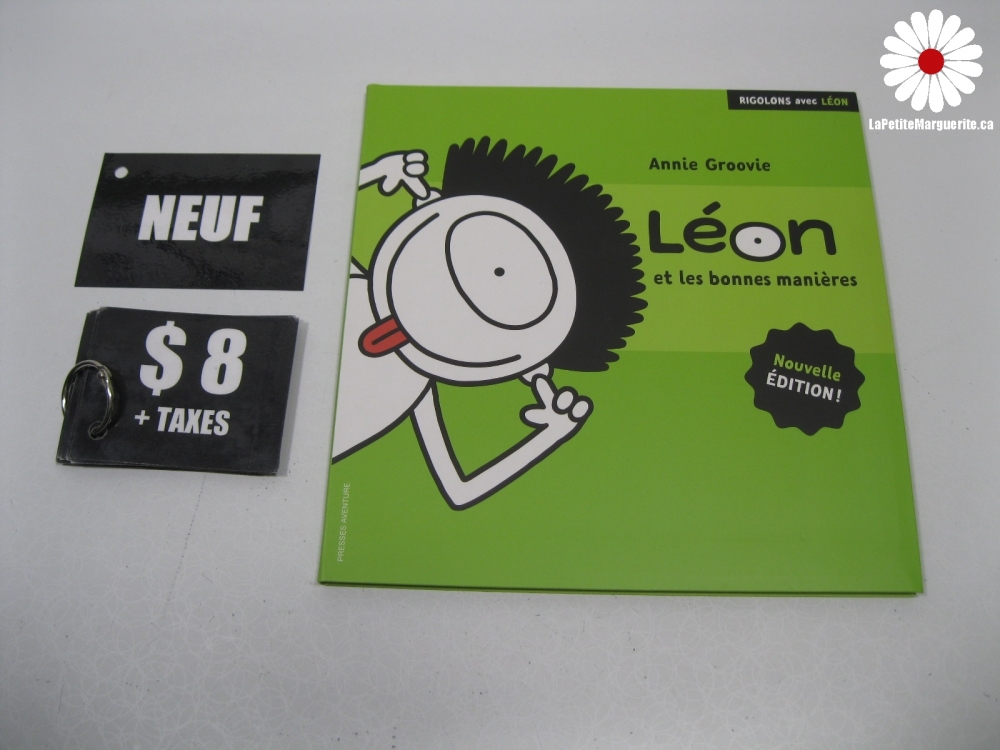 LaPetiteMarguerite.ca
NEUF
$ 8
+ TAXES
RIGOLONS avec LÉON
Annie Groovie
Léon
et les bonnes manières
Nouvelle
ÉDITION!
PRESSES AVENTURE